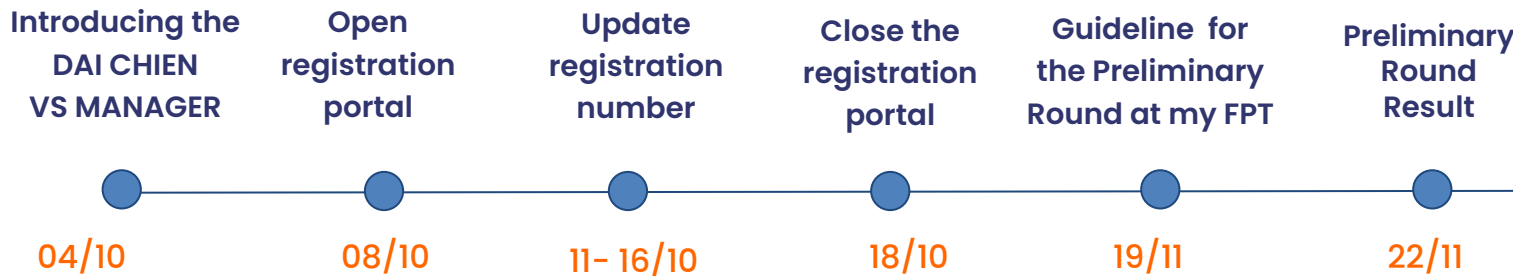 Introducing the
DAI CHIEN
VS MANAGER
Open
registration
portal
Update
registration
number
Close the
registration
portal
Guideline for
the Preliminary
Round at my FPT
Preliminary
Round
Result
04/10
08/10
11- 16/10
18/10
19/11
22/11